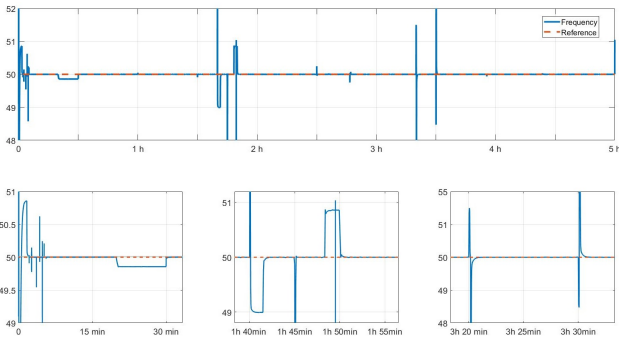 52
51
50
49
48
Frequency
Reference
0
1 h
2 h
3 h
4 h
5 h
51
50.5
50
49.5
49
0
15 min
30 min
51
50
49
1h 40min
1h 45min
1h 50min
1h 55min
55
50
48
3h 20 min
3h 25min
3h 30min